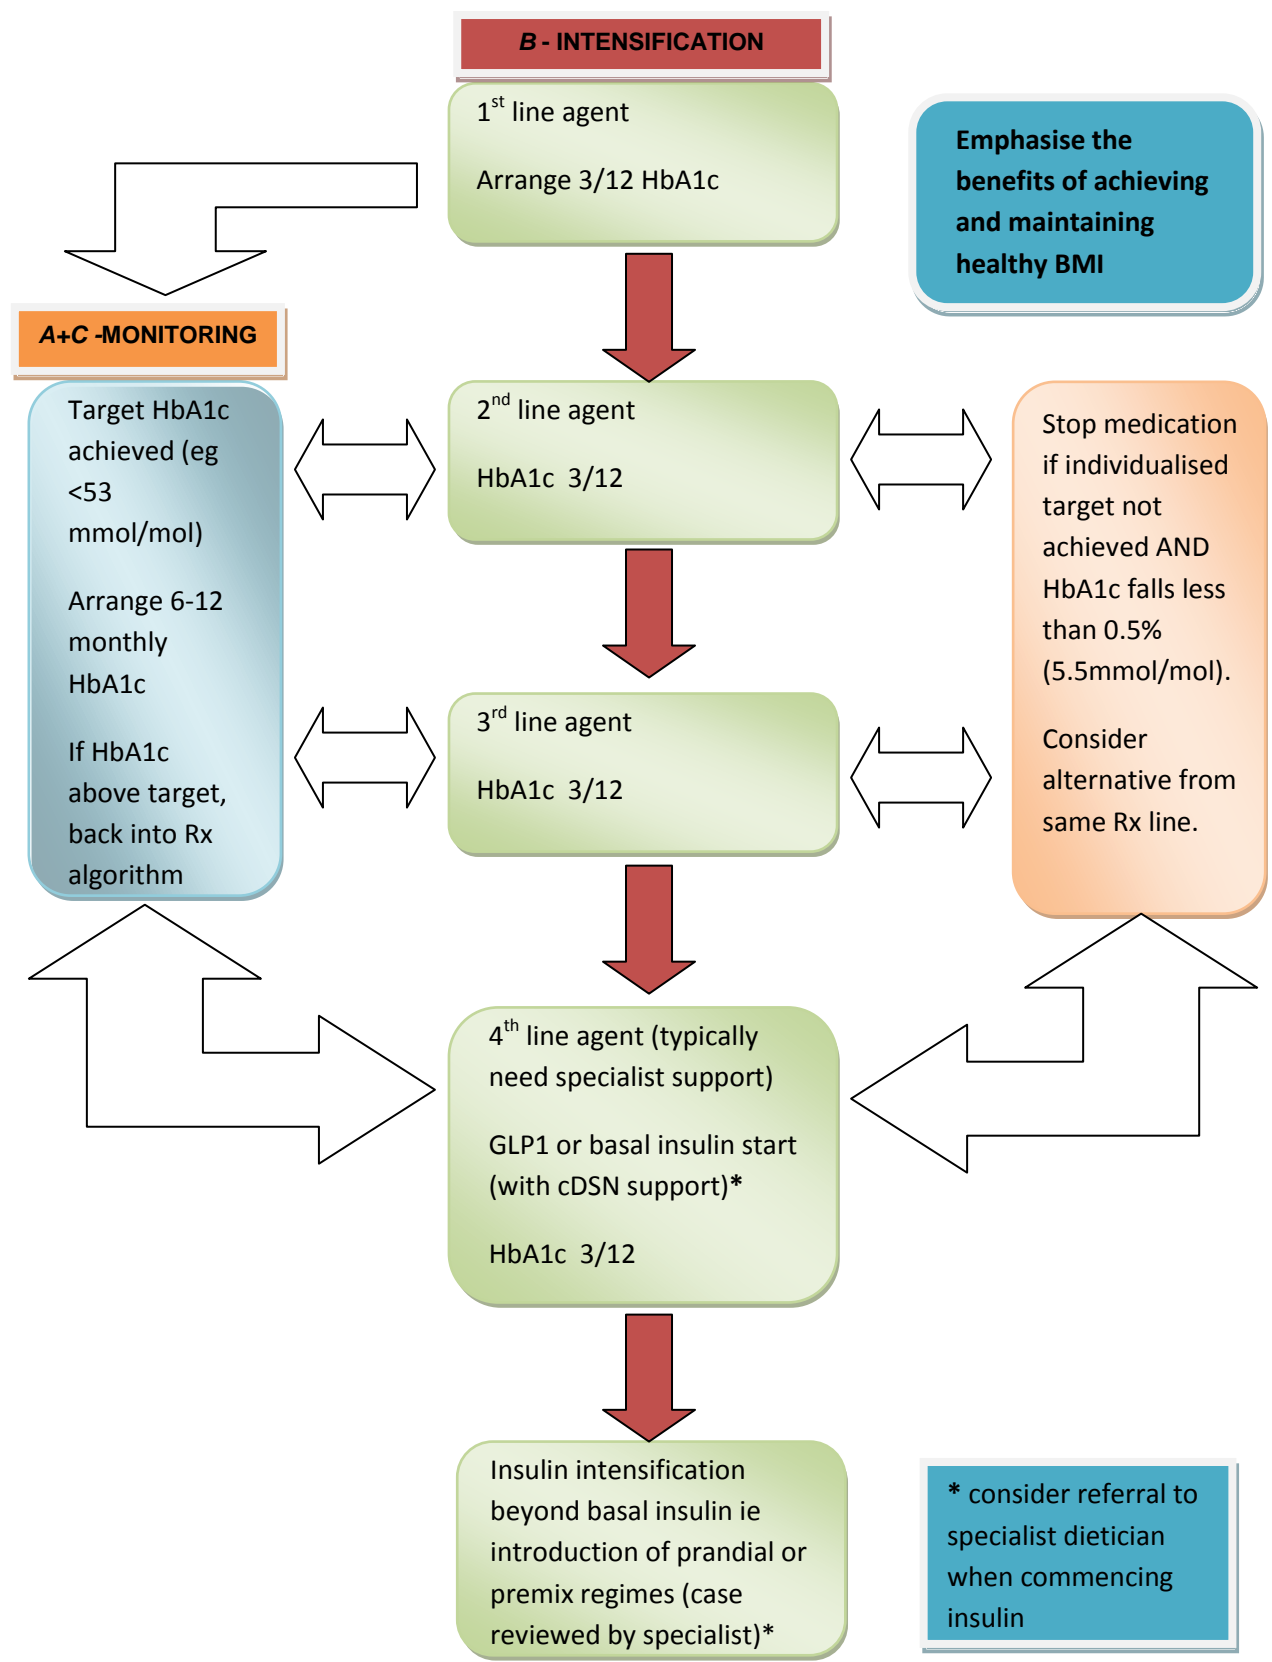 B - INTENSIFICATION
1st line agent
Arrange 3/12 HbA1c
Emphasise the
benefits of achieving
and maintaining
healthy BMI
A+C -MONITORING
Target HbA1c
achieved (eg
<53
mmol/mol)
Arrange 6-12
monthly
HbA1c
If HbA1c
above target,
back into Rx
algorithm
2nd line agent
HbA1c 3/12
Stop medication
if individualised
target not
achieved AND
HbA1c falls less
than 0.5%
(5.5mmol/mol).
Consider
alternative from
same Rx line.
3rd line agent
HbA1c 3/12
4th line agent (typically
need specialist support)
GLP1 or basal insulin start
(with cDSN support)*
HbA1c 3/12
Insulin intensification
beyond basal insulin ie
introduction of prandial or
premix regimes (case
reviewed by specialist)*
* consider referral to
specialist dietician
when commencing
insulin